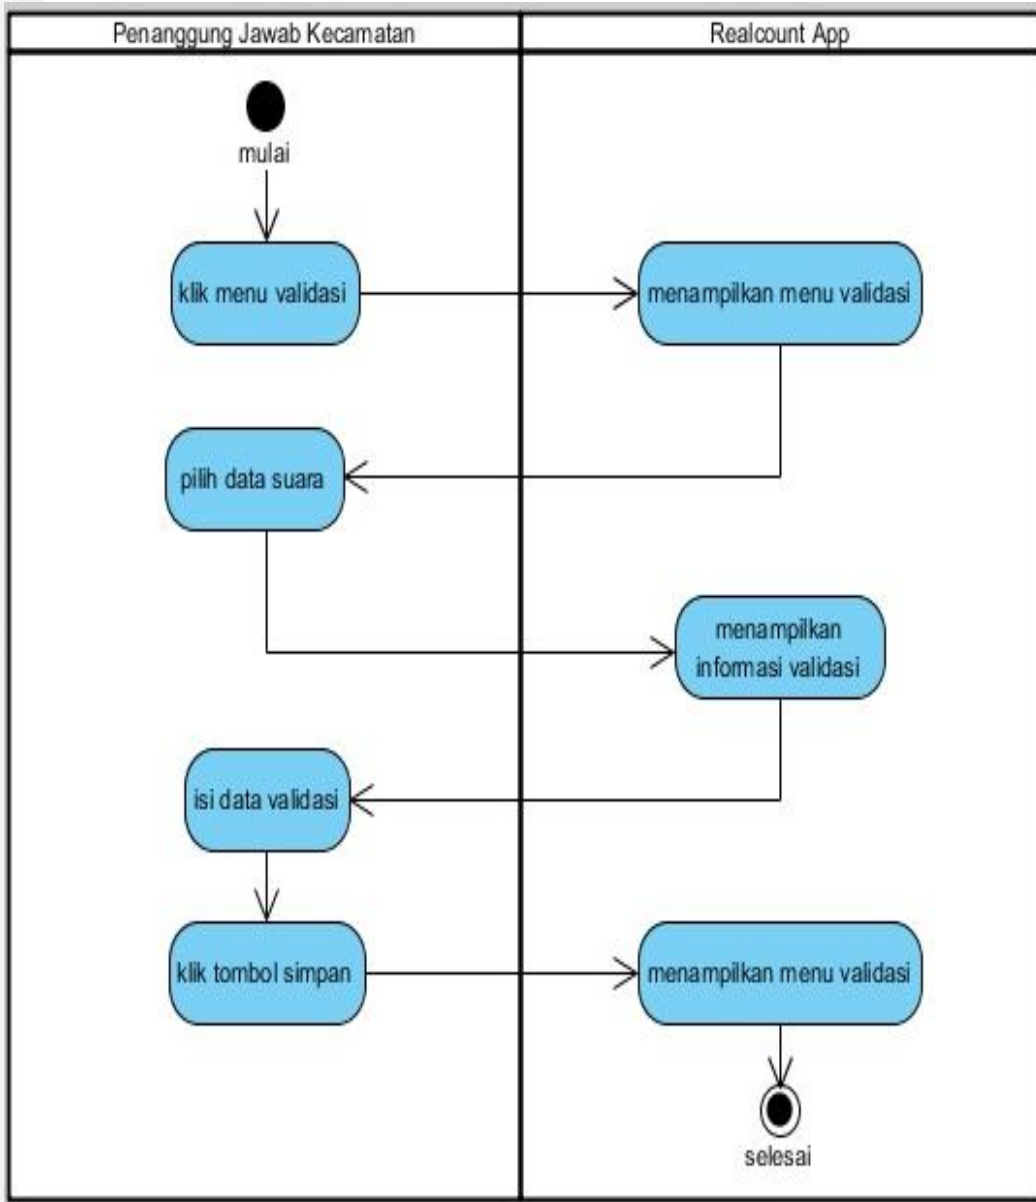 Penanggung Jawab Kecamatan
Realcount App
mulai
klik menu validasi
menampilkan menu validasi
pilih data suara
menampilkan
informasi validasi
isi data validasi
klik tombol simpan
menampilkan menu validasi
selesai